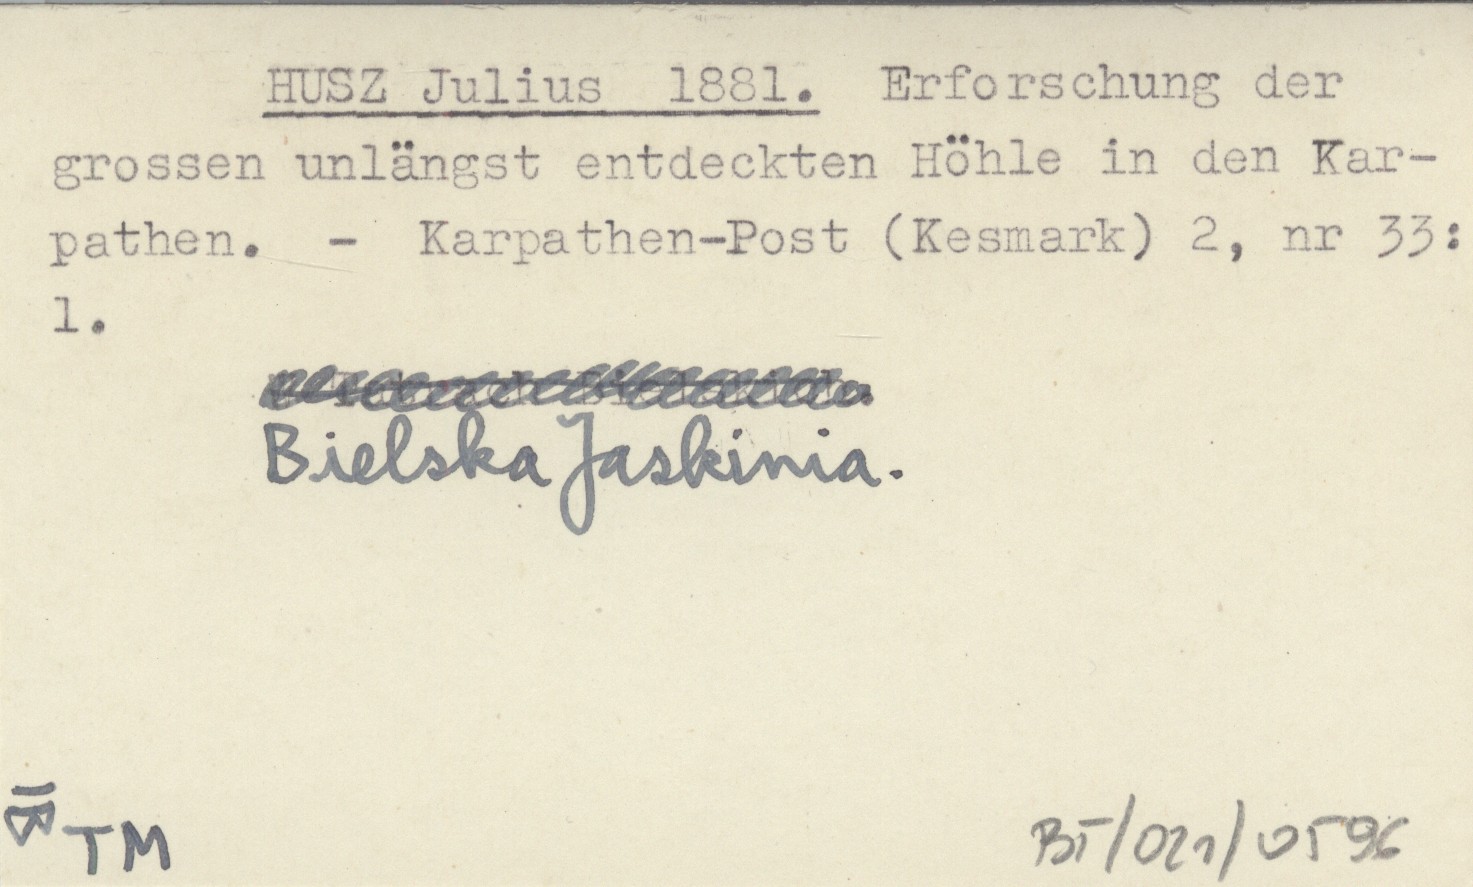 HUSZ Julius 1881. Erforschung der
grossen unlängst entdeckten Höhle in den Kar-
pathen. - Karpathen-Post (Kesmark) 2, nr 33:
1.
Bielska Jaskinia.
TM
BT/021/0596